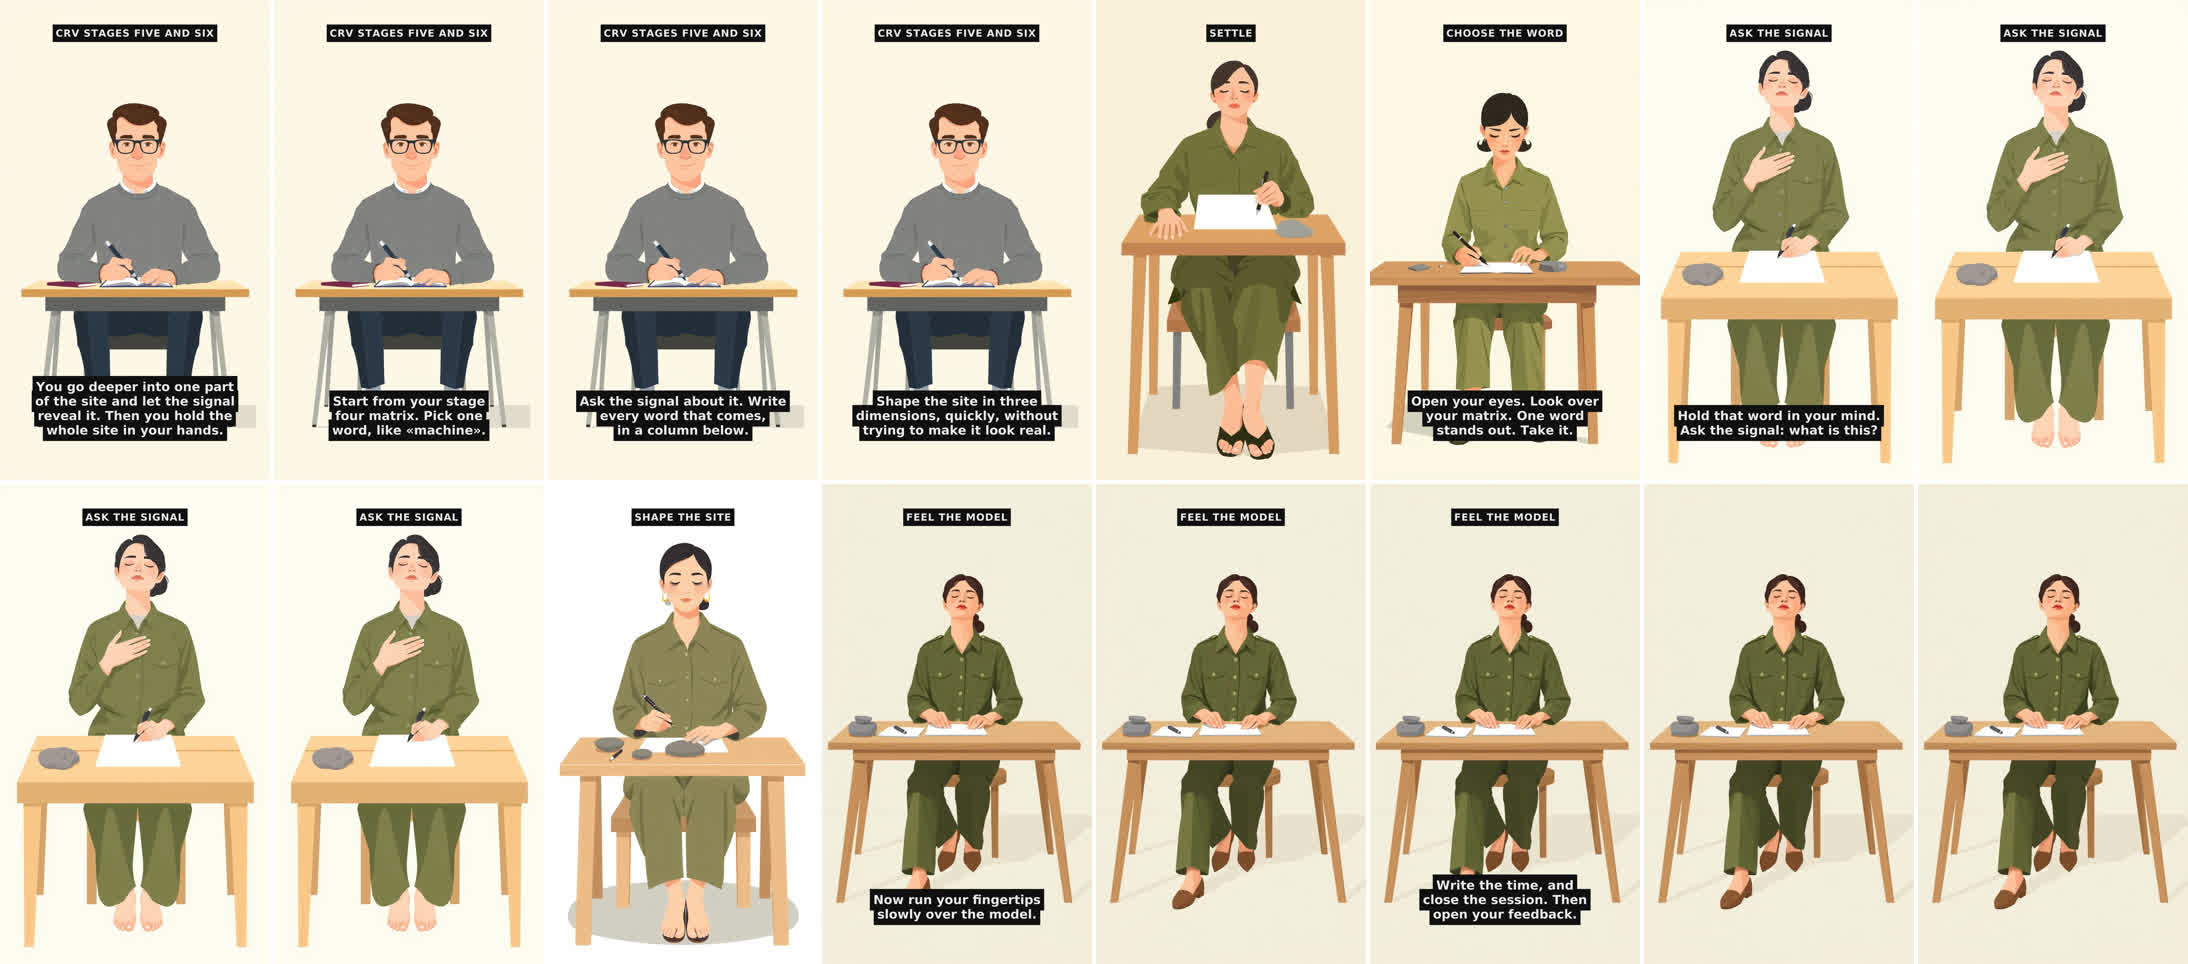 CRV STAGES FIVE AND SIX
You go deeper into one part
of the site and let the signal
reveal it. Then you hold the
whole site in your hands.
CRV STAGES FIVE AND SIX
Start from your stage
four matrix. Pick one
word, like «machine».
CRV STAGES FIVE AND SIX
Ask the signal about it. Write
every word that comes,
in a column below.
CRV STAGES FIVE AND SIX
Shape the site in three
dimensions, quickly, without
trying to make it look real.
SETTLE
CHOOSE THE WORD
Open your eyes. Look over
your matrix. One word
stands out. Take it.
ASK THE SIGNAL
Hold that word in your mind.
Ask the signal: what is this?
ASK THE SIGNAL
ASK THE SIGNAL
ASK THE SIGNAL
SHAPE THE SITE
FEEL THE MODEL
Now run your fingertips
slowly over the model.
FEEL THE MODEL
FEEL THE MODEL
Write the time, and
close the session. Then
open your feedback.